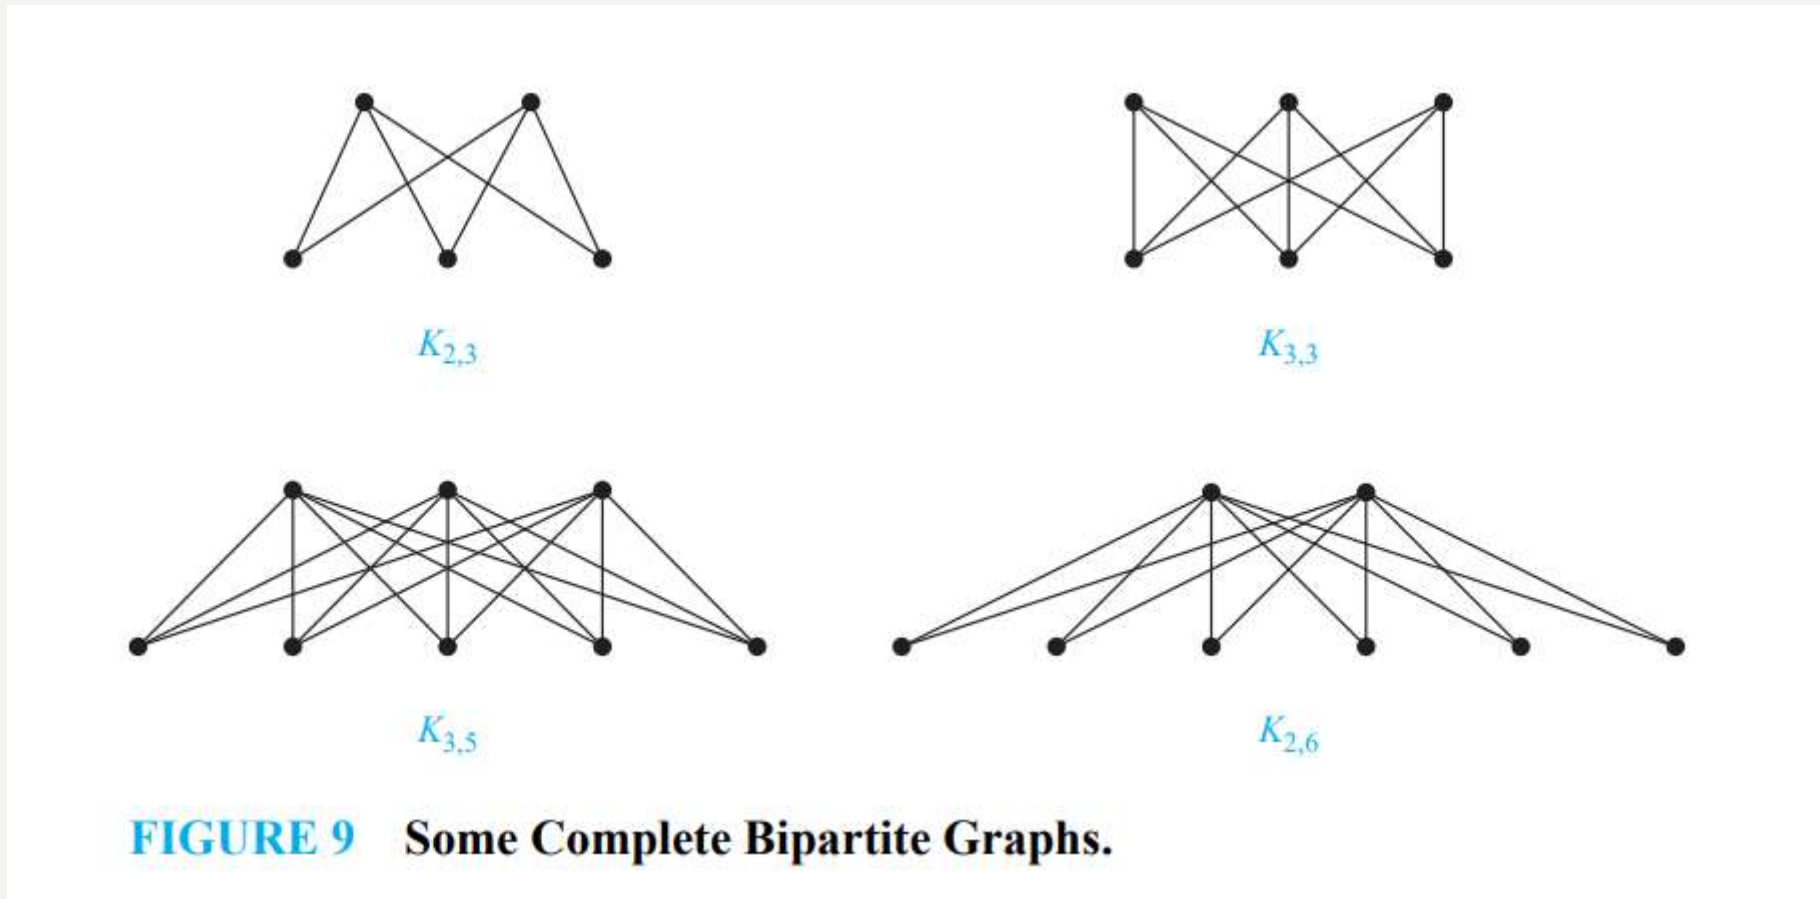 K2,3
K3,3
K3,5
K2,6
FIGURE 9 Some Complete Bipartite Graphs.